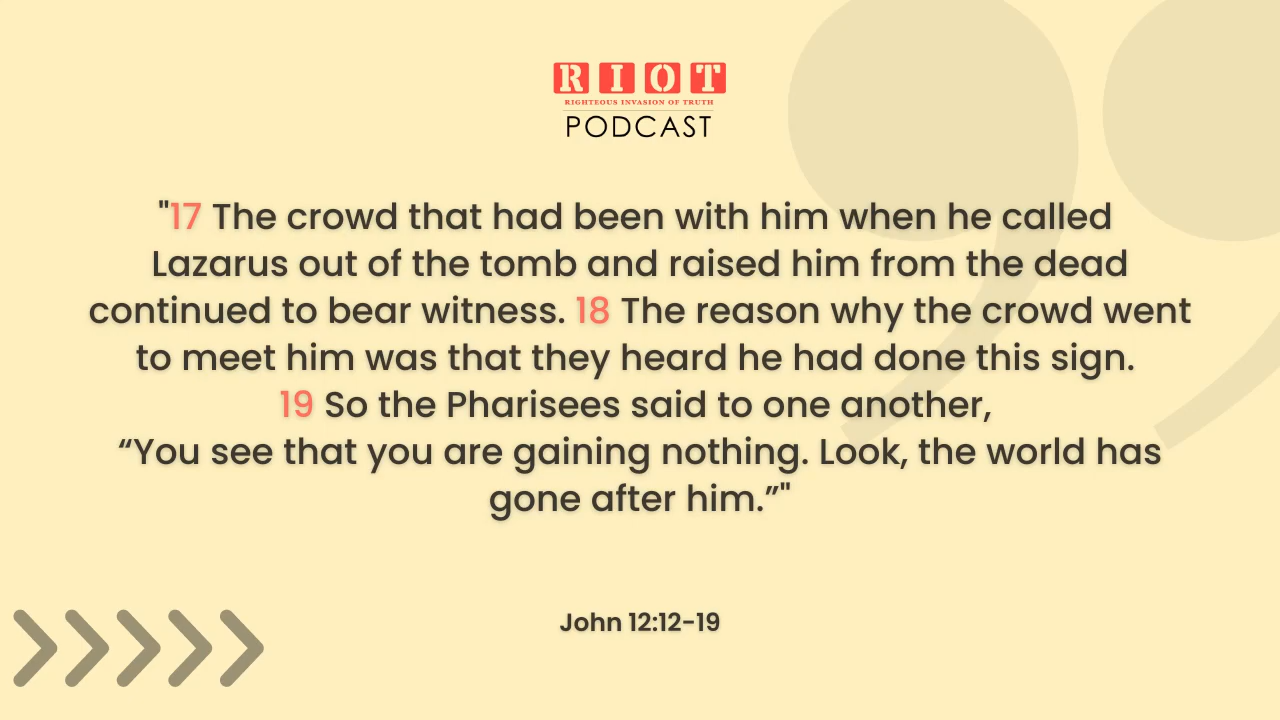 RIOT
RIGHTEOUS INVASION OF TRUTH
PODCAST
"17 The crowd that had been with him when he called
Lazarus out of the tomb and raised him from the dead
continued to bear witness. 18 The reason why the crowd went
to meet him was that they heard he had done this sign.
19 So the Pharisees said to one another,
“You see that you are gaining nothing. Look, the world has
gone after him.”"
John 12:12-19